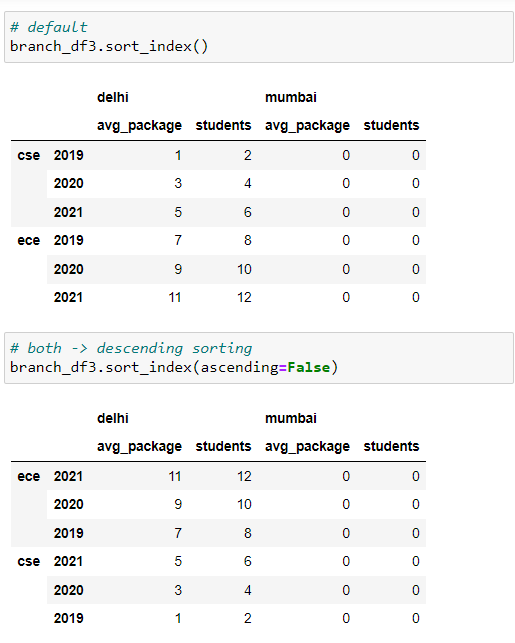 # default
branch_df3.sort_index()
delhi mumbai
avg_package students avg_package students
cse 2019 1 2 0 0
2020 3 4 0 0
2021 5 6 0 0
ece 2019 7 8 0 0
2020 9 10 0 0
2021 11 12 0 0
# both -> descending sorting
branch_df3.sort_index(ascending=False)
delhi mumbai
avg_package students avg_package students
ece 2021 11 12 0 0
2020 9 10 0 0
2019 7 8 0 0
cse 2021 5 6 0 0
2020 3 4 0 0
2019 1 2 0 0